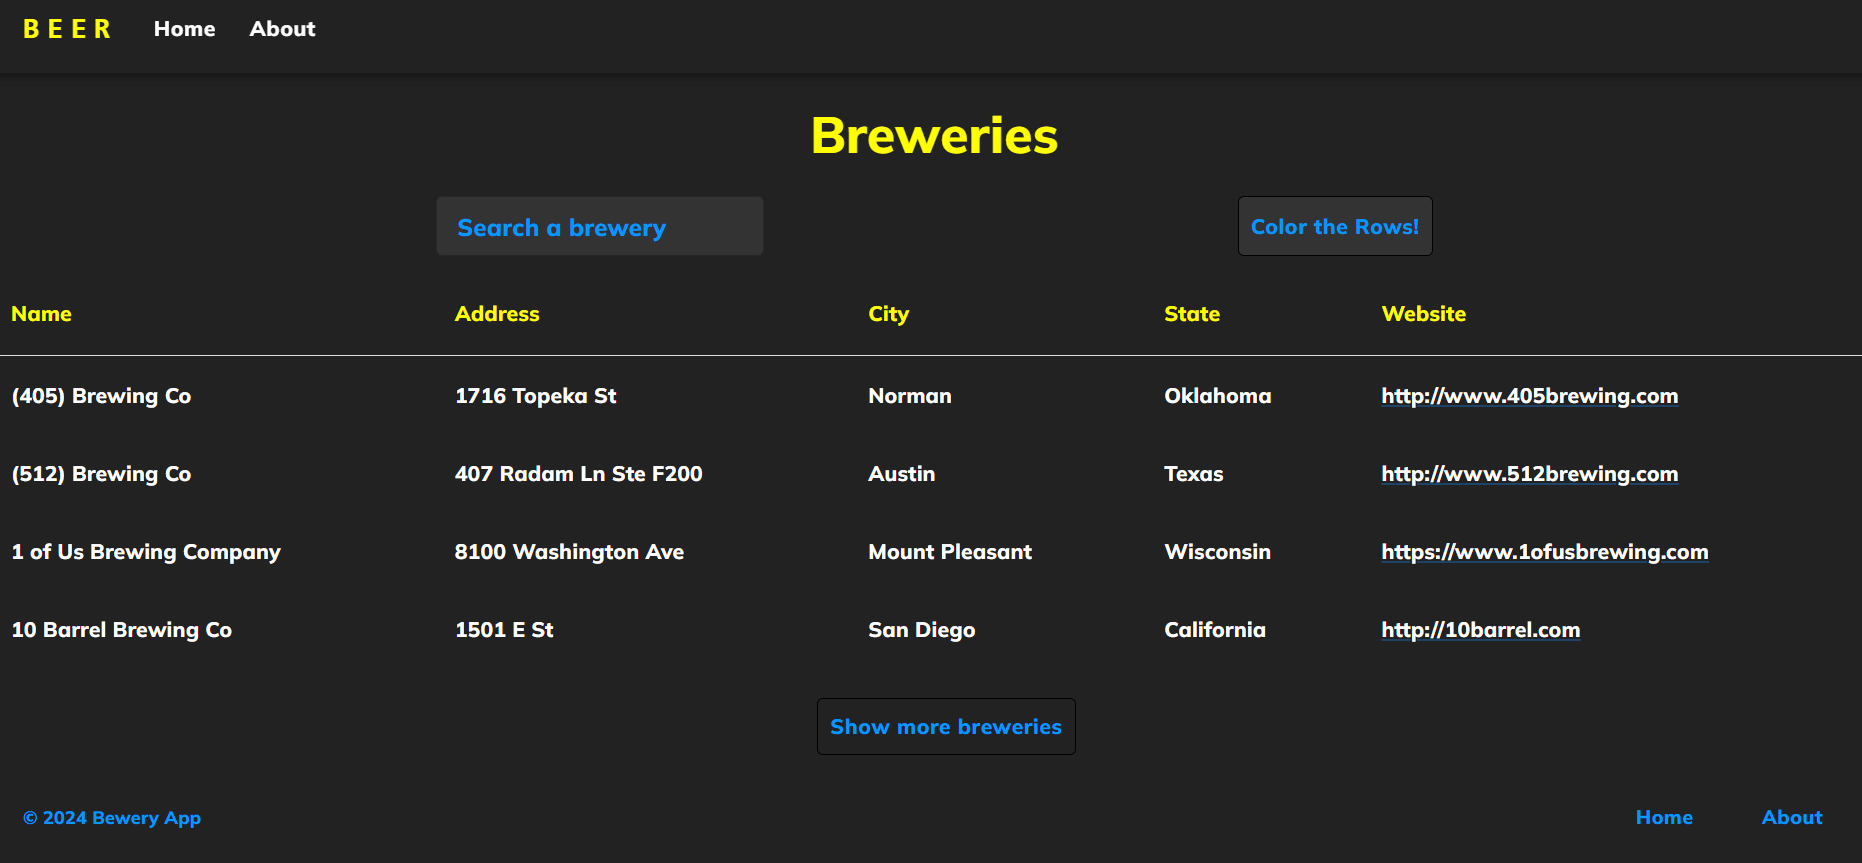 BEER Home About
Breweries
Search a brewery Color the Rows!
Name Address City State Website
(405) Brewing Co 1716 Topeka St Norman Oklahoma http://www.405brewing.com
(512) Brewing Co 407 Radam Ln Ste F200 Austin Texas http://www.512brewing.com
1 of Us Brewing Company 8100 Washington Ave Mount Pleasant Wisconsin https://www.1ofusbrewing.com
10 Barrel Brewing Co 1501 E St San Diego California http://10barrel.com
Show more breweries
© 2024 Bewery App Home About